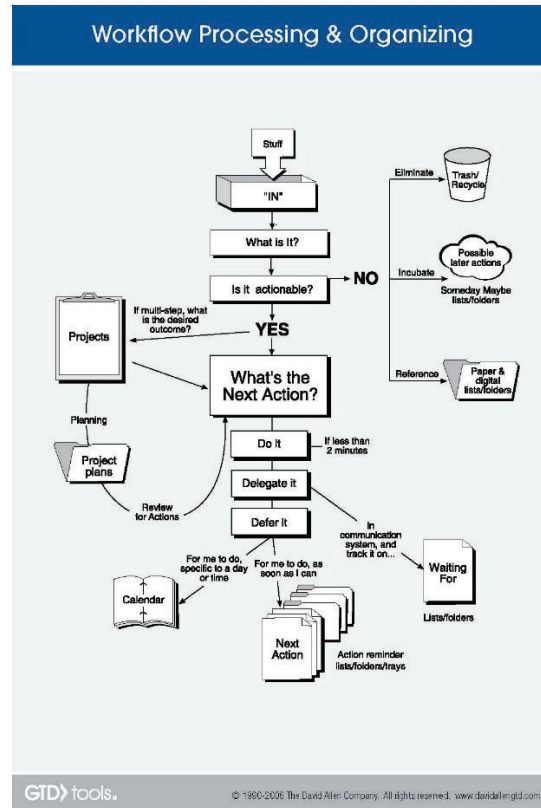 Workflow Processing & Organizing
Stuff
"IN"
What is It?
Is it actionable?
NO
Eliminate
Trash/
Recycle
Incubate
Possible
later actions
Someday Maybe
lists/folders
Reference
Paper &
digital
lists/folders
YES
If multi-step, what
is the desired
outcome?
Projects
Planning
Project
plans
Review
for Actions
What's the
Next Action?
Do it
If less than
2 minutes
Delegate it
In
communication
system, and
track it on...
Waiting
For
Lists/folders
Defer it
For me to do,
specific to a day
or time
Calendar
For me to do, as
soon as I can
Next
Action
Action reminder
lists/folders/trays
GTD tools.
© 1990-2006 The David Allen Company. All rights reserved. www.davidallengtd.com